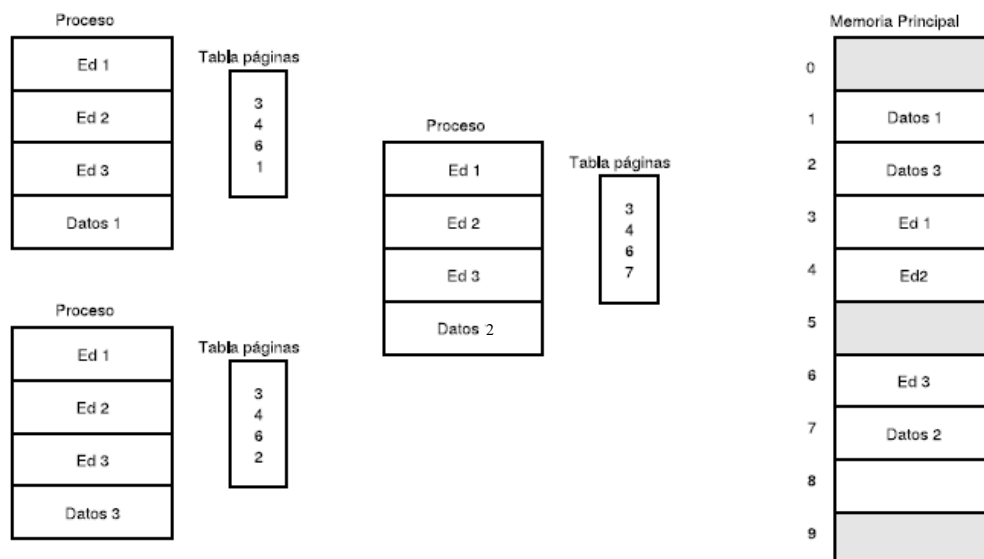 Proceso
Ed 1
Ed 2
Ed 3
Datos 1
Tabla páginas
3
4
6
1
Proceso
Ed 1
Ed 2
Ed 3
Datos 3
Tabla páginas
3
4
6
2
Proceso
Ed 1
Ed 2
Ed 3
Datos 2
Tabla páginas
3
4
6
7
Memoria Principal
0
1 Datos 1
2 Datos 3
3 Ed 1
4 Ed2
5
6 Ed 3
7 Datos 2
8
9